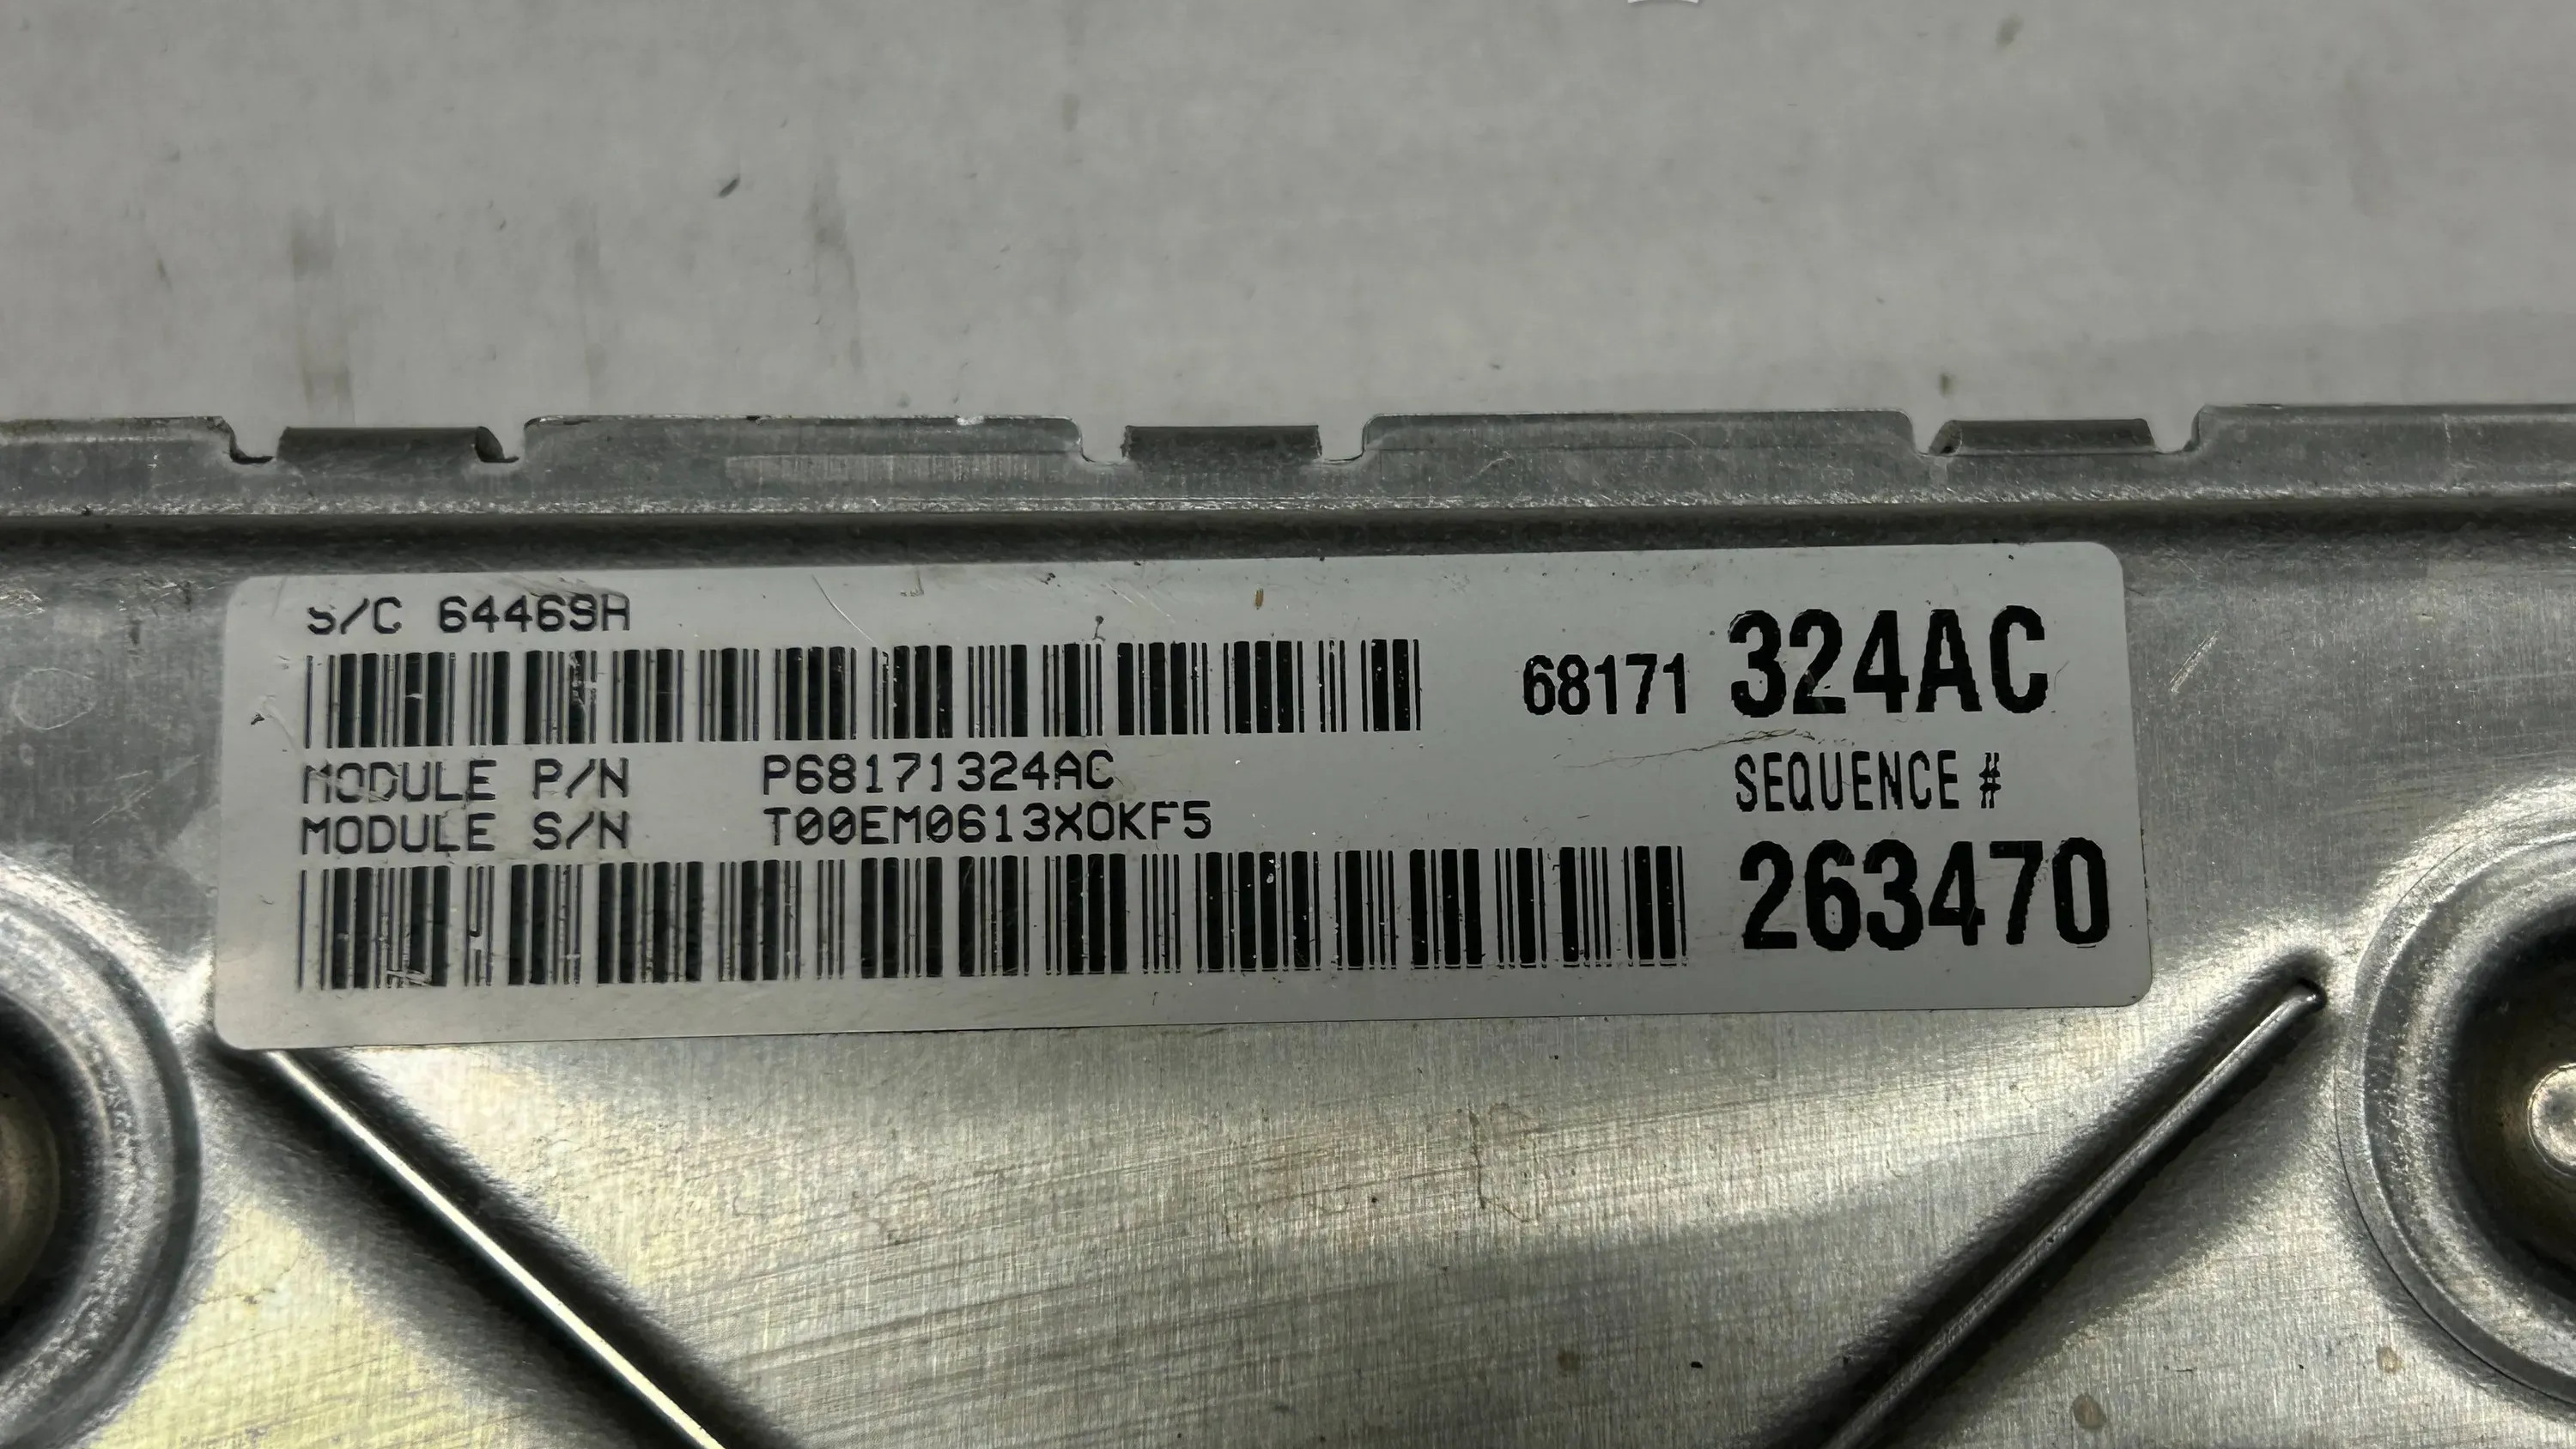 S/C 64469H
68171 324AC
MODULE P/N P68171324AC
MODULE S/N T00EM0613X0KF5
SEQUENCE #
263470